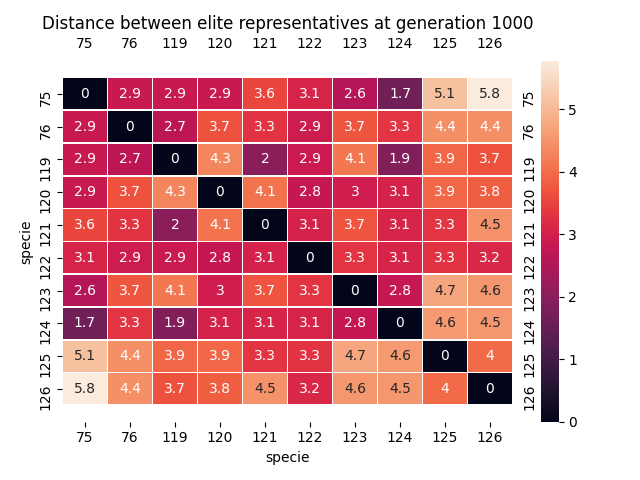 Distance between elite representatives at generation 1000
75 76 119 120 121 122 123 124 125 126
75 0 2.9 2.9 2.9 3.6 3.1 2.6 1.7 5.1 5.8 75
76 2.9 0 2.7 3.7 3.3 2.9 3.7 3.3 4.4 4.4 76
119 2.9 2.7 0 4.3 2 2.9 4.1 1.9 3.9 3.7 119
120 2.9 3.7 4.3 0 4.1 2.8 3 3.1 3.9 3.8 120
121 3.6 3.3 2 4.1 0 3.1 3.7 3.1 3.3 4.5 121
122 3.1 2.9 2.9 2.8 3.1 0 3.3 3.1 3.3 3.2 122
123 2.6 3.7 4.1 3 3.7 3.3 0 2.8 4.7 4.6 123
124 1.7 3.3 1.9 3.1 3.1 3.1 2.8 0 4.6 4.5 124
125 5.1 4.4 3.9 3.9 3.3 3.3 4.7 4.6 0 4 125
126 5.8 4.4 3.7 3.8 4.5 3.2 4.6 4.5 4 0 126
75 76 119 120 121 122 123 124 125 126
specie
specie
5
4
3
2
1
0